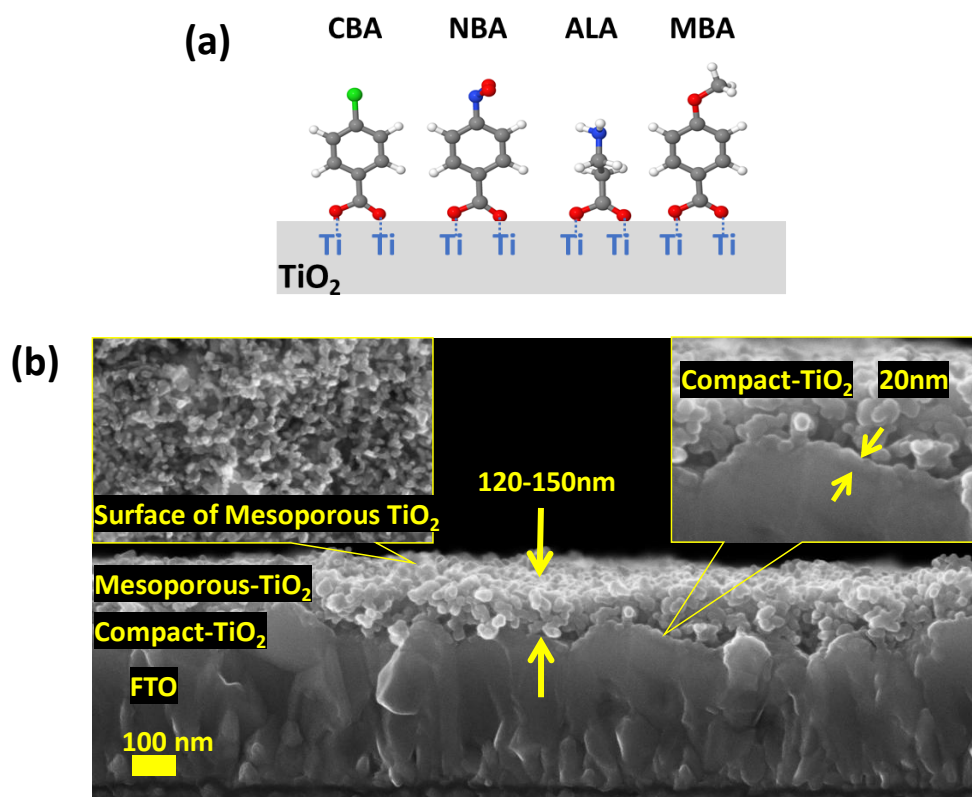 (a)
CBA NBA ALA MBA
Ti Ti Ti Ti Ti Ti Ti Ti
TiO₂
(b)
Compact-TiO₂ 20nm
120-150nm
Surface of Mesoporous TiO₂
Mesoporous-TiO₂
Compact-TiO₂
FTO
100 nm